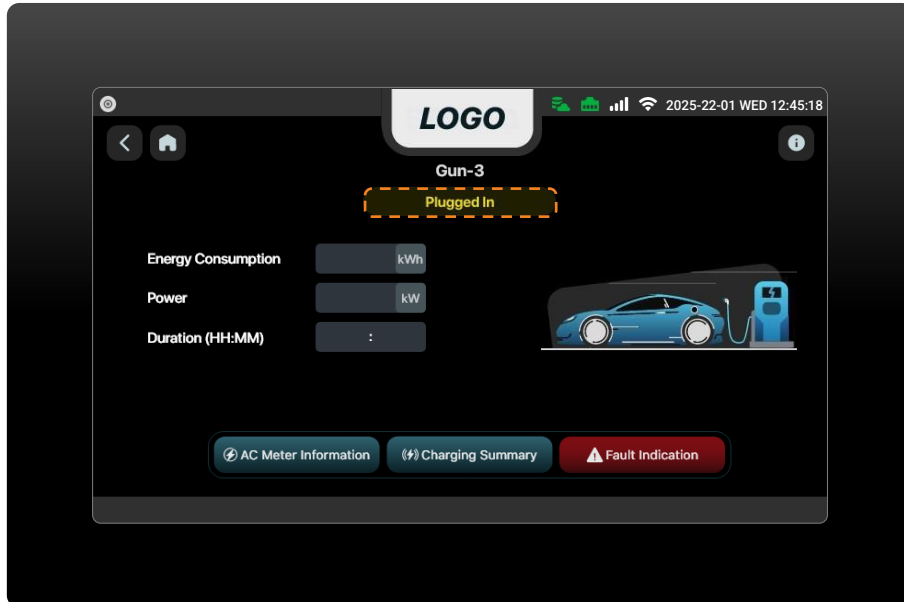 LOGO
2025-22-01 WED 12:45:18
Gun-3
Plugged In
Energy Consumption
kWh
Power
kW
Duration (HH:MM)
:
AC Meter Information
Charging Summary
Fault Indication